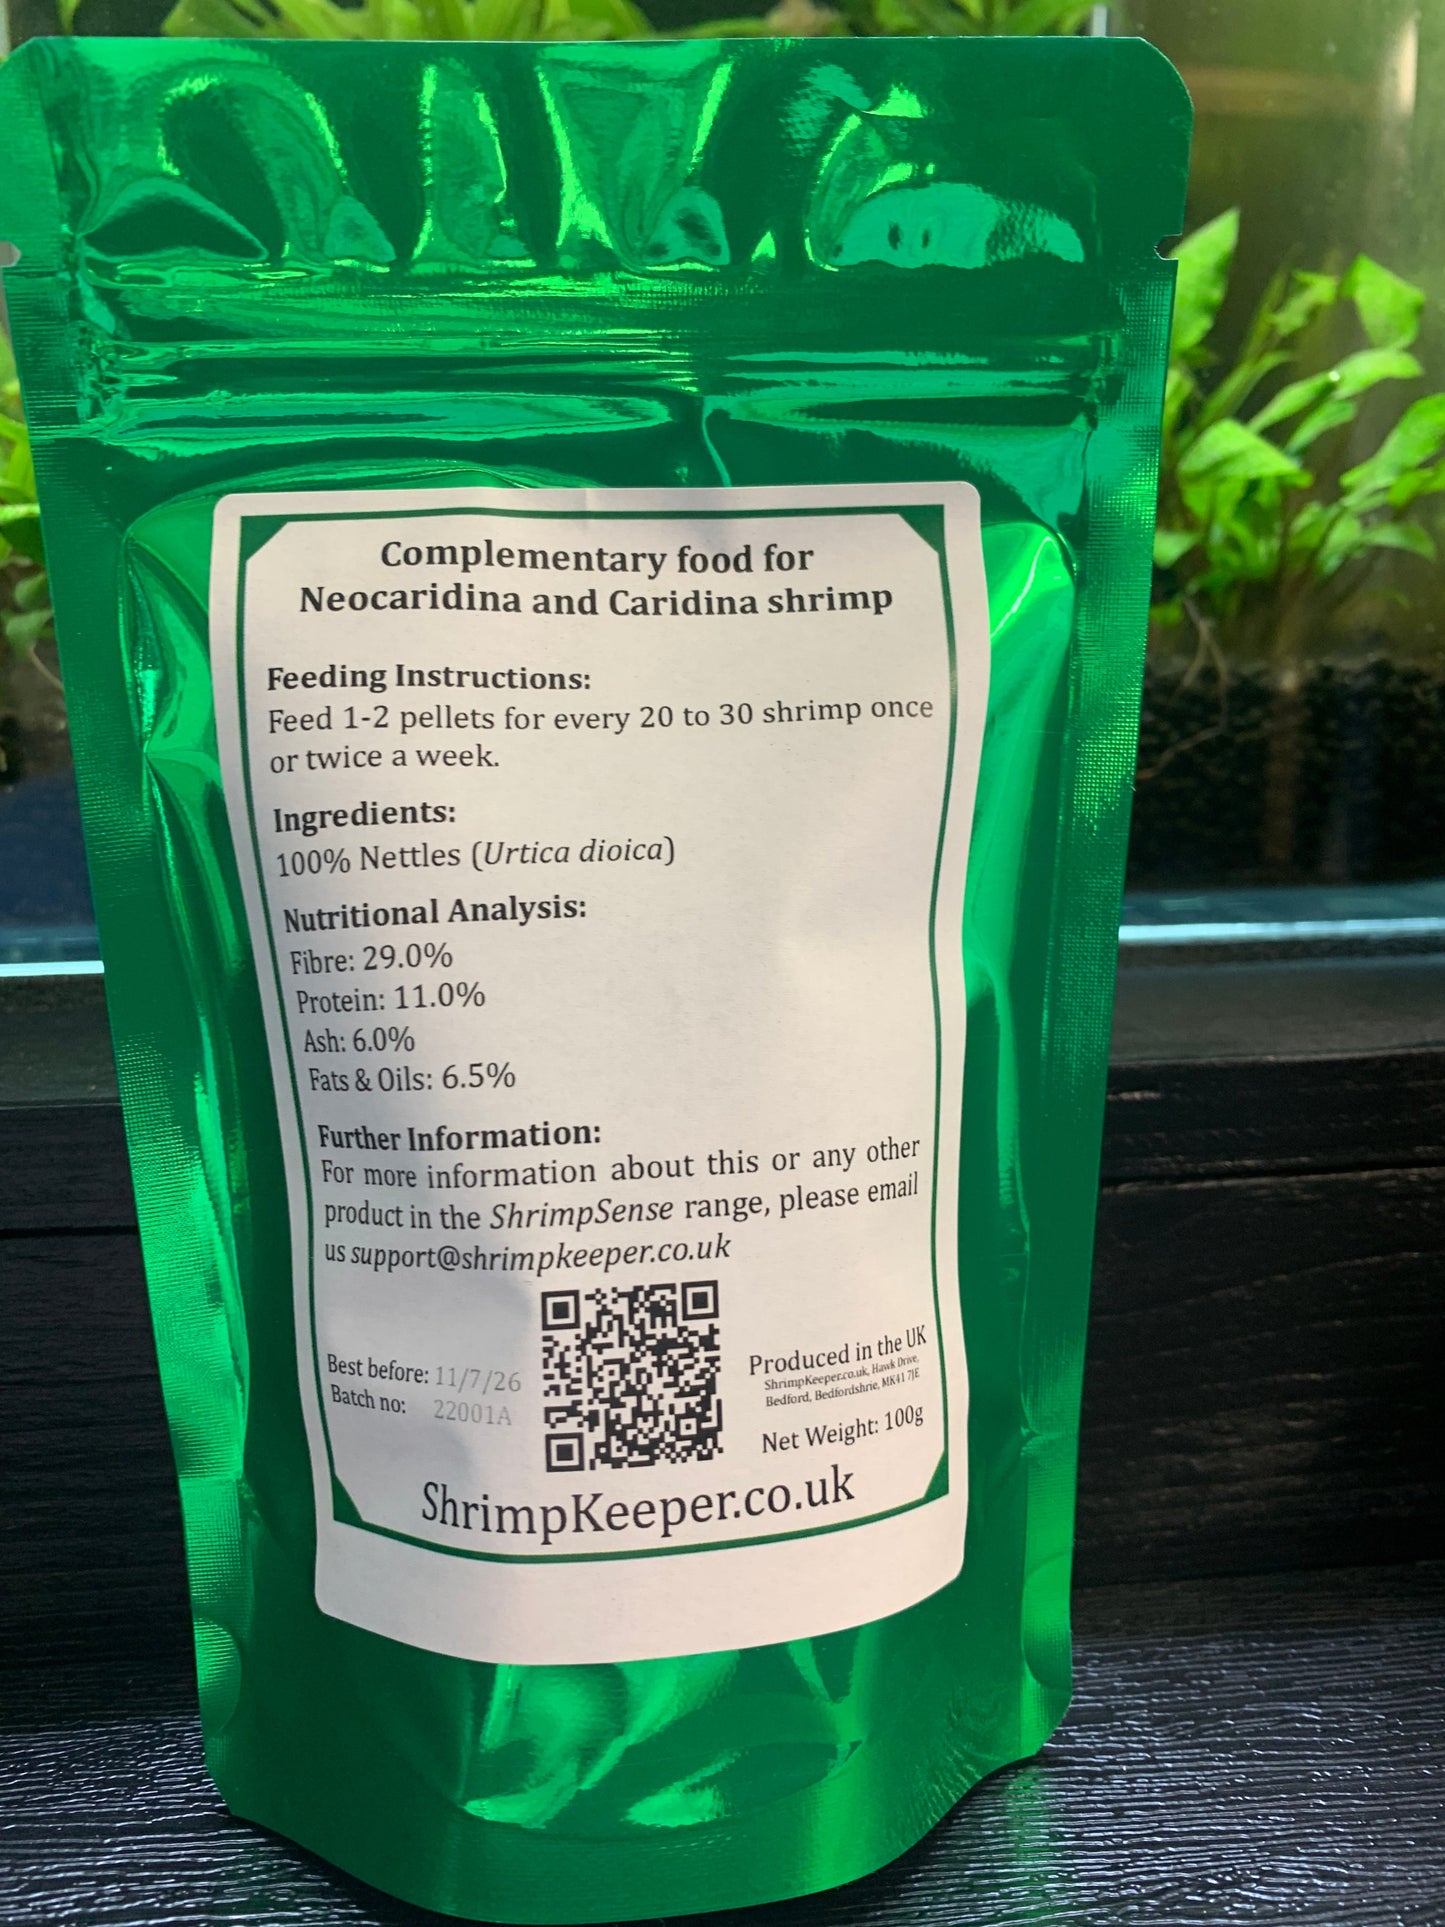 Complementary food for
Neocaridina and Caridina shrimp
Feeding Instructions:
Feed 1-2 pellets for every 20 to 30 shrimp once
or twice a week.
Ingredients:
100% Nettles (Urtica dioica)
Nutritional Analysis:
Fibre: 29.0%
Protein: 11.0%
Ash: 6.0%
Fats & Oils: 6.5%
Further Information:
For more information about this or any other
product in the ShrimpSense range, please email
us support@shrimpkeeper.co.uk
Best before: 11/7/26
Batch no: 22001A
Produced in the UK
ShrimpKeeper.co.uk, Hawk Drive,
Bedford, Bedfordshrie, MK41 7JE
Net Weight: 100g
ShrimpKeeper.co.uk